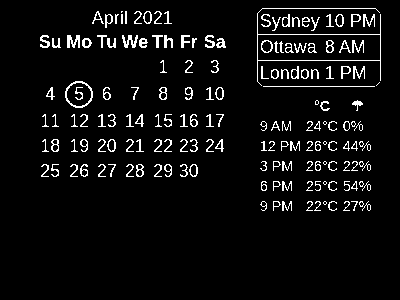 April 2021
Su Mo Tu We Th Fr Sa
1 2 3
4 5 6 7 8 9 10
11 12 13 14 15 16 17
18 19 20 21 22 23 24
25 26 27 28 29 30
Sydney 10 PM
Ottawa 8 AM
London 1 PM
°C ☂
9 AM 24°C 0%
12 PM 26°C 44%
3 PM 26°C 22%
6 PM 25°C 54%
9 PM 22°C 27%